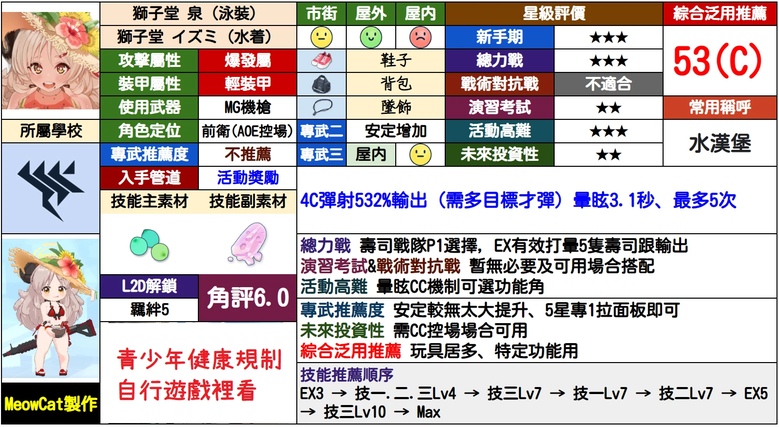 獅子堂 泉（泳裝）
獅子堂 イズミ（水着）
市街 屋外 屋内
星級評價
綜合泛用推薦
攻擊屬性 爆發屬
裝甲屬性 輕裝甲
使用武器 MG機槍
角色定位 前衛(AOE控場)
專武推薦度 不推薦
入手管道 活動獎勵
技能主素材 技能副素材
鞋子
背包
墜飾
專武二 安定增加
專武三 屋内
新手期 ★★★
總力戰 ★★★
戰術對抗戰 不適合
演習考試 ★★
活動高難 ★★★
未來投資性 ★★
53(C)
常用稱呼
水漢堡
所屬學校
4C彈射532%輸出（需多目標才彈）暈眩3.1秒、最多5次
L2D解鎖
羈絆5
角評6.0
總力戰 壽司戰隊P1選擇，EX有效打暈5隻壽司跟輸出
演習考試&戰術對抗戰 暫無必要及可用場合搭配
活動高難 暈眩CC機制可選功能角
專武推薦度 安定較無太大提升、5星專1拉面板即可
未來投資性 需CC控場場合可用
綜合泛用推薦 玩具居多、特定功能用
青少年健康規制
自行遊戲裡看
技能推薦順序
EX3 → 技一.二.三Lv4 → 技三Lv7 → 技一Lv7 → 技二Lv7 → EX5
→ 技三Lv10 → Max
MeowCat製作